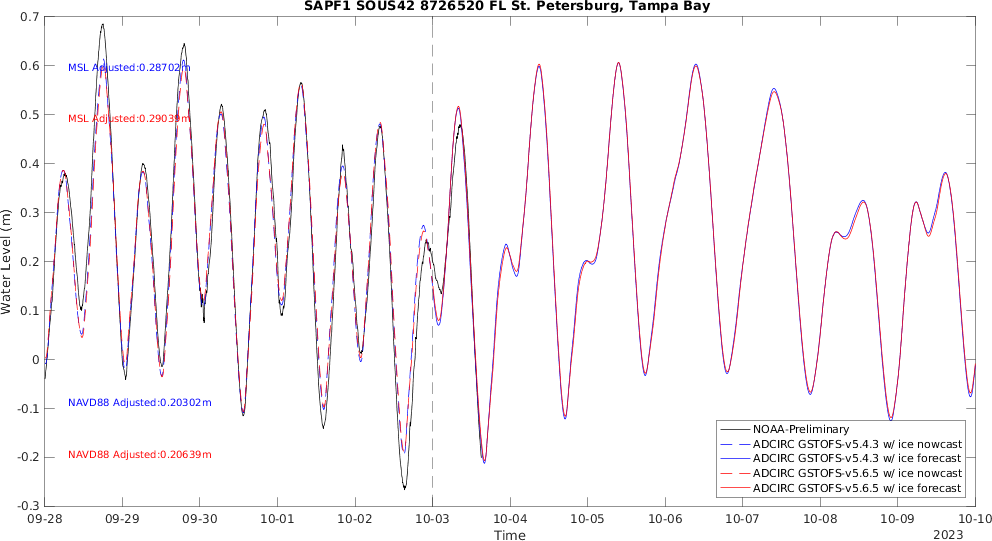 SAPF1 SOUS42 8726520 FL St. Petersburg, Tampa Bay
0.7
0.6
0.5
0.4
0.3
0.2
0.1
0
-0.1
-0.2
-0.3
Water Level (m)
MSL Adjusted:0.28702m
MSL Adjusted:0.29039m
NAVD88 Adjusted:0.20302m
NAVD88 Adjusted:0.20639m
NOAA-Preliminary
ADCIRC GSTOFS-v5.4.3 w/ ice nowcast
ADCIRC GSTOFS-v5.4.3 w/ ice forecast
ADCIRC GSTOFS-v5.6.5 w/ ice nowcast
ADCIRC GSTOFS-v5.6.5 w/ ice forecast
09-28 09-29 09-30 10-01 10-02 10-03 10-04 10-05 10-06 10-07 10-08 10-09 10-10
Time
2023